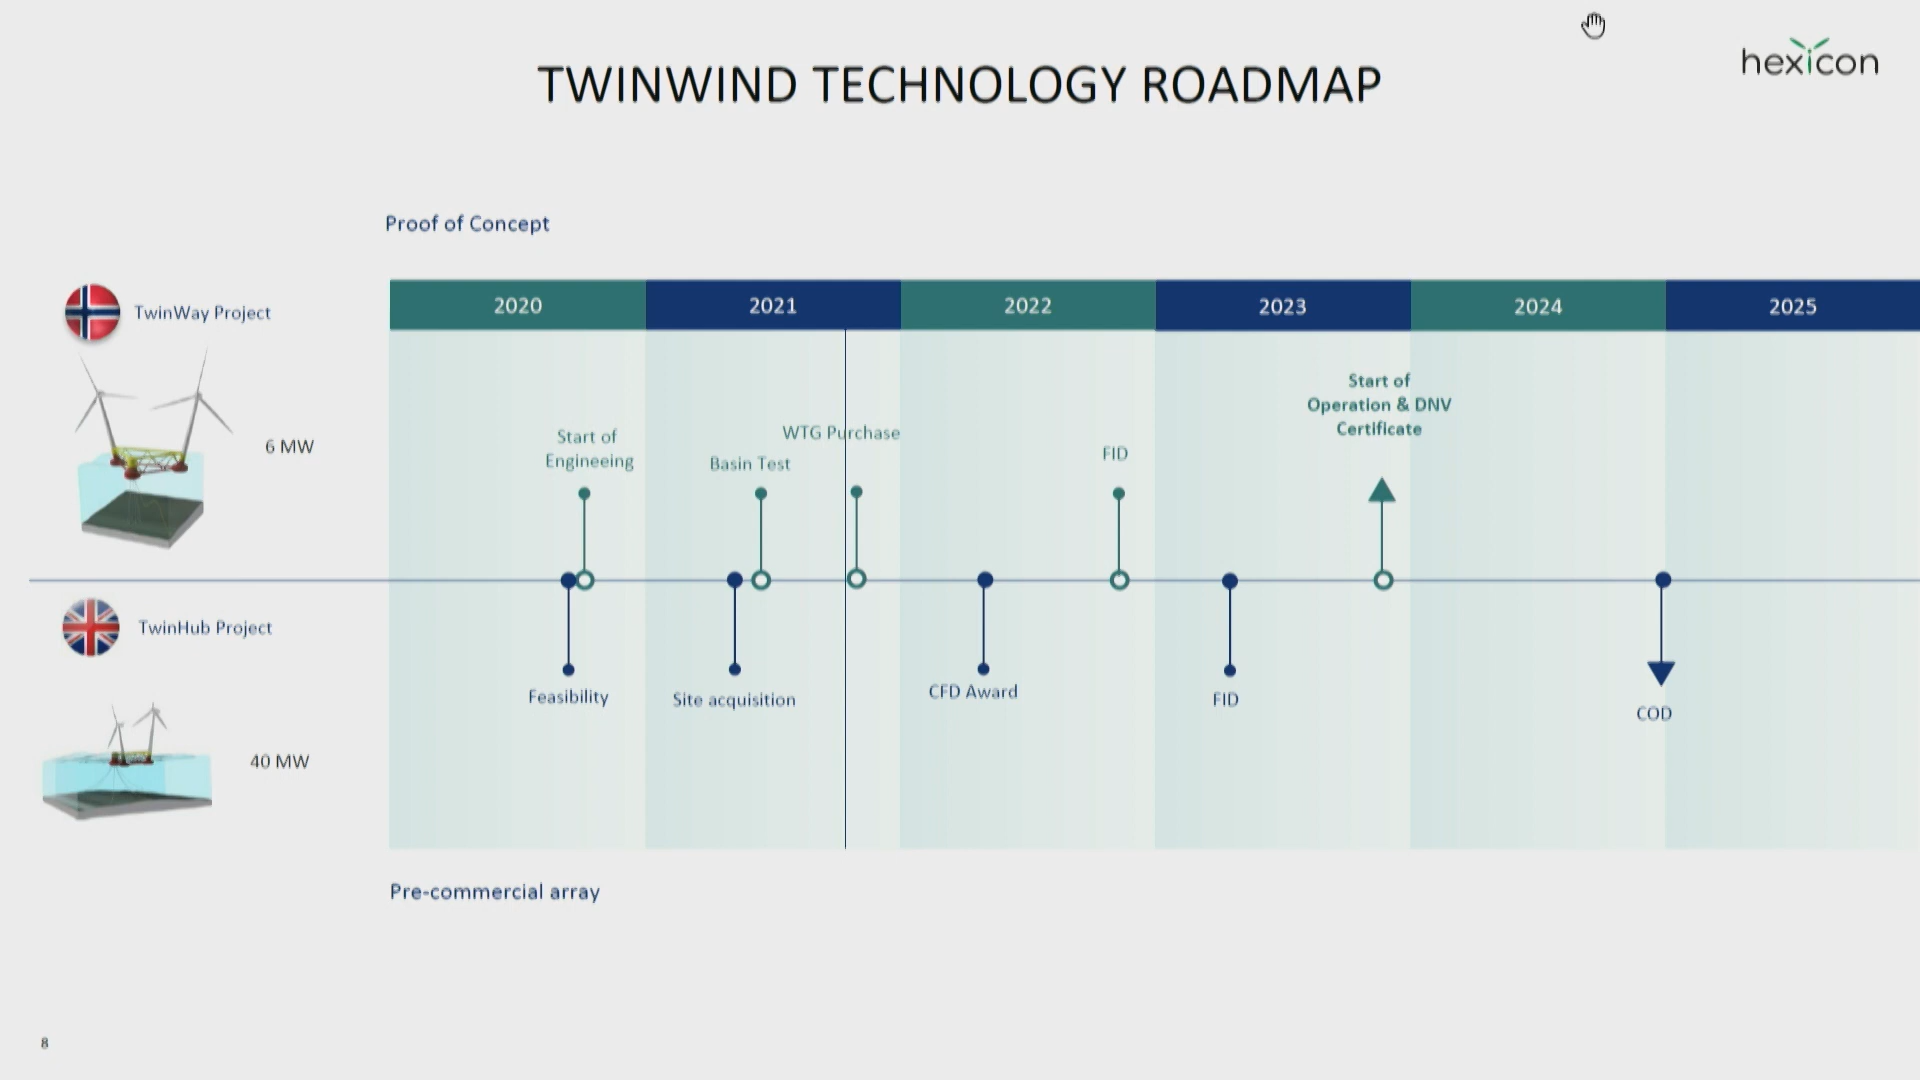 hexicon
TWINWIND TECHNOLOGY ROADMAP
Proof of Concept
TwinWay Project
2020 2021 2022 2023 2024 2025
Start of
Operation & DNV
Certificate
WTG Purchase
Start of
Engineeing
Basin Test
FID
6 MW
TwinHub Project
Feasibility
Site acquisition
CFD Award
FID
COD
40 MW
Pre-commercial array
8